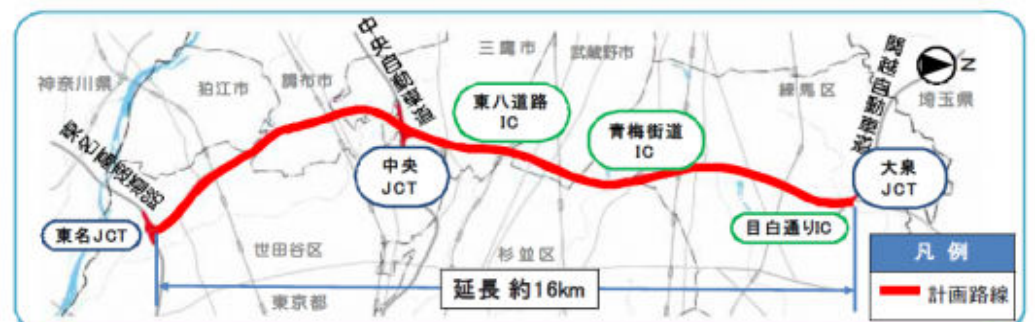 神奈川県
狛江市
調布市
中央自動車道
三鷹市
武蔵野市
練馬区
関越自動車道
N
埼玉県
東名高速道路
東八道路
IC
青梅街道
IC
中央
JCT
大泉
JCT
東名JCT
世田谷区
杉並区
目白通りIC
東京都
延長 約16km
凡 例
計画路線